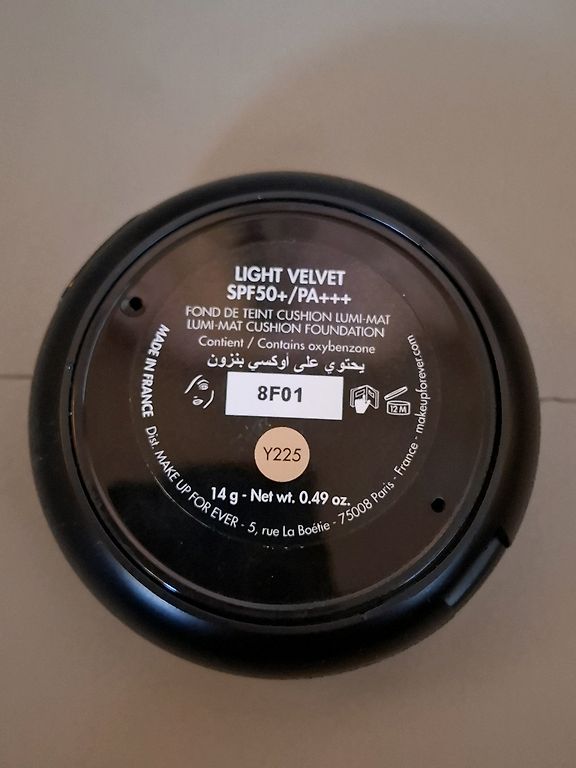 LIGHT VELVET
SPF50+/PA+++
FOND DE TEINT CUSHION LUMI-MAT
LUMI-MAT CUSHION FOUNDATION
Contient / Contains oxybenzone
يحتوي على أوكسي بنزون
8F01
12 M
Y225
14 g - Net wt. 0.49 oz.
MADE IN FRANCE
Dist. MAKE UP FOR EVER - 5, rue La Boétie - 75008 Paris - France - makeupforever.com